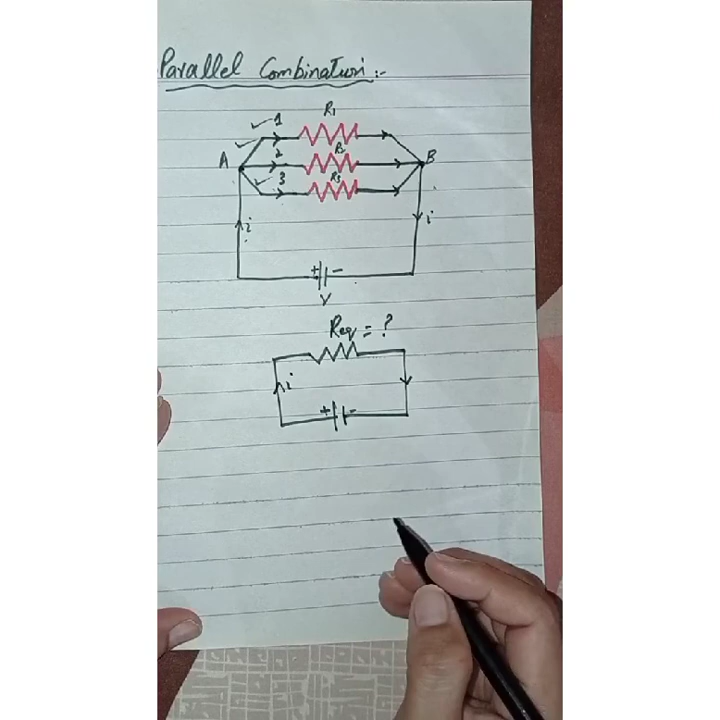 Parallel Combination :-
R1
1
R2
A 2 B
R3
3
i i
+ -
V
Req = ?
i
+ -